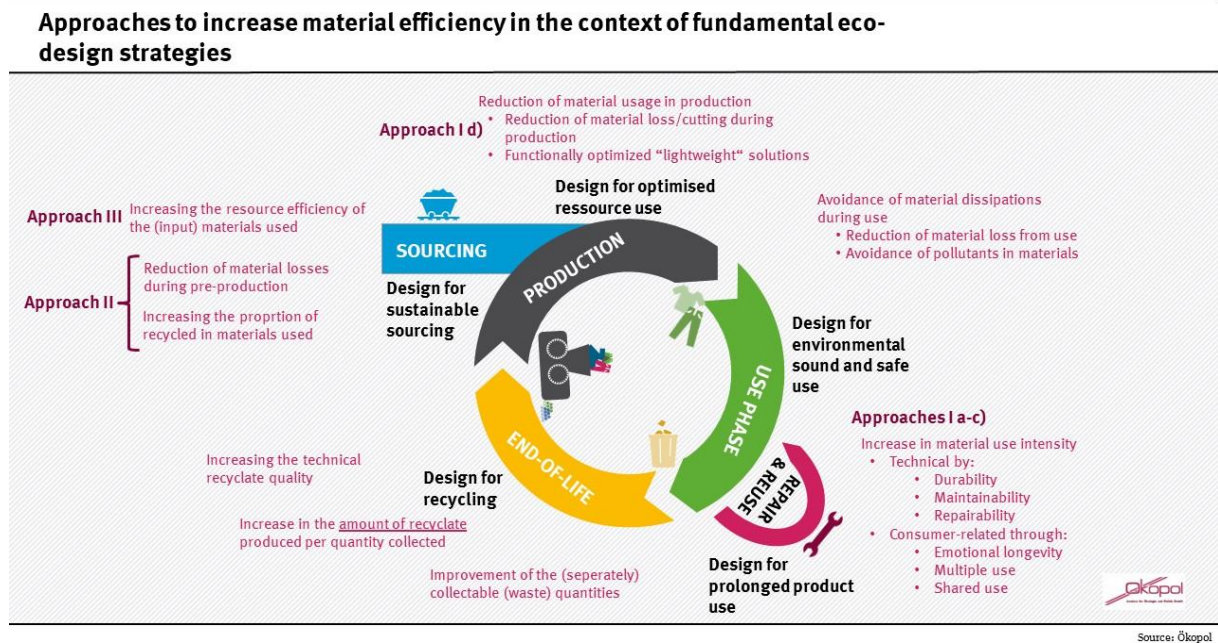 Approaches to increase material efficiency in the context of fundamental eco-
design strategies
Reduction of material usage in production
Approach I d)
• Reduction of material loss/cutting during
production
• Functionally optimized “lightweight“ solutions
Design for optimised
ressource use
Approach III
Increasing the resource efficiency of
the (input) materials used
Approach II
Reduction of material losses
during pre-production
Increasing the proprtion of
recycled in materials used
SOURCING
Design for
sustainable
sourcing
PRODUCTION
Avoidance of material dissipations
during use
• Reduction of material loss from use
• Avoidance of pollutants in materials
Design for
environmental
sound and safe
use
USE PHASE
Approaches I a-c)
Increase in material use intensity
• Technical by:
• Durability
• Maintainability
• Repairability
• Consumer-related through:
• Emotional longevity
• Multiple use
• Shared use
REPAIR
& REUSE
Design for
prolonged product
use
END-OF-LIFE
Design for
recycling
Increasing the technical
recyclate quality
Increase in the amount of recyclate
produced per quantity collected
Improvement of the (seperately)
collectable (waste) quantities
Ökopol
Source: Ökopol